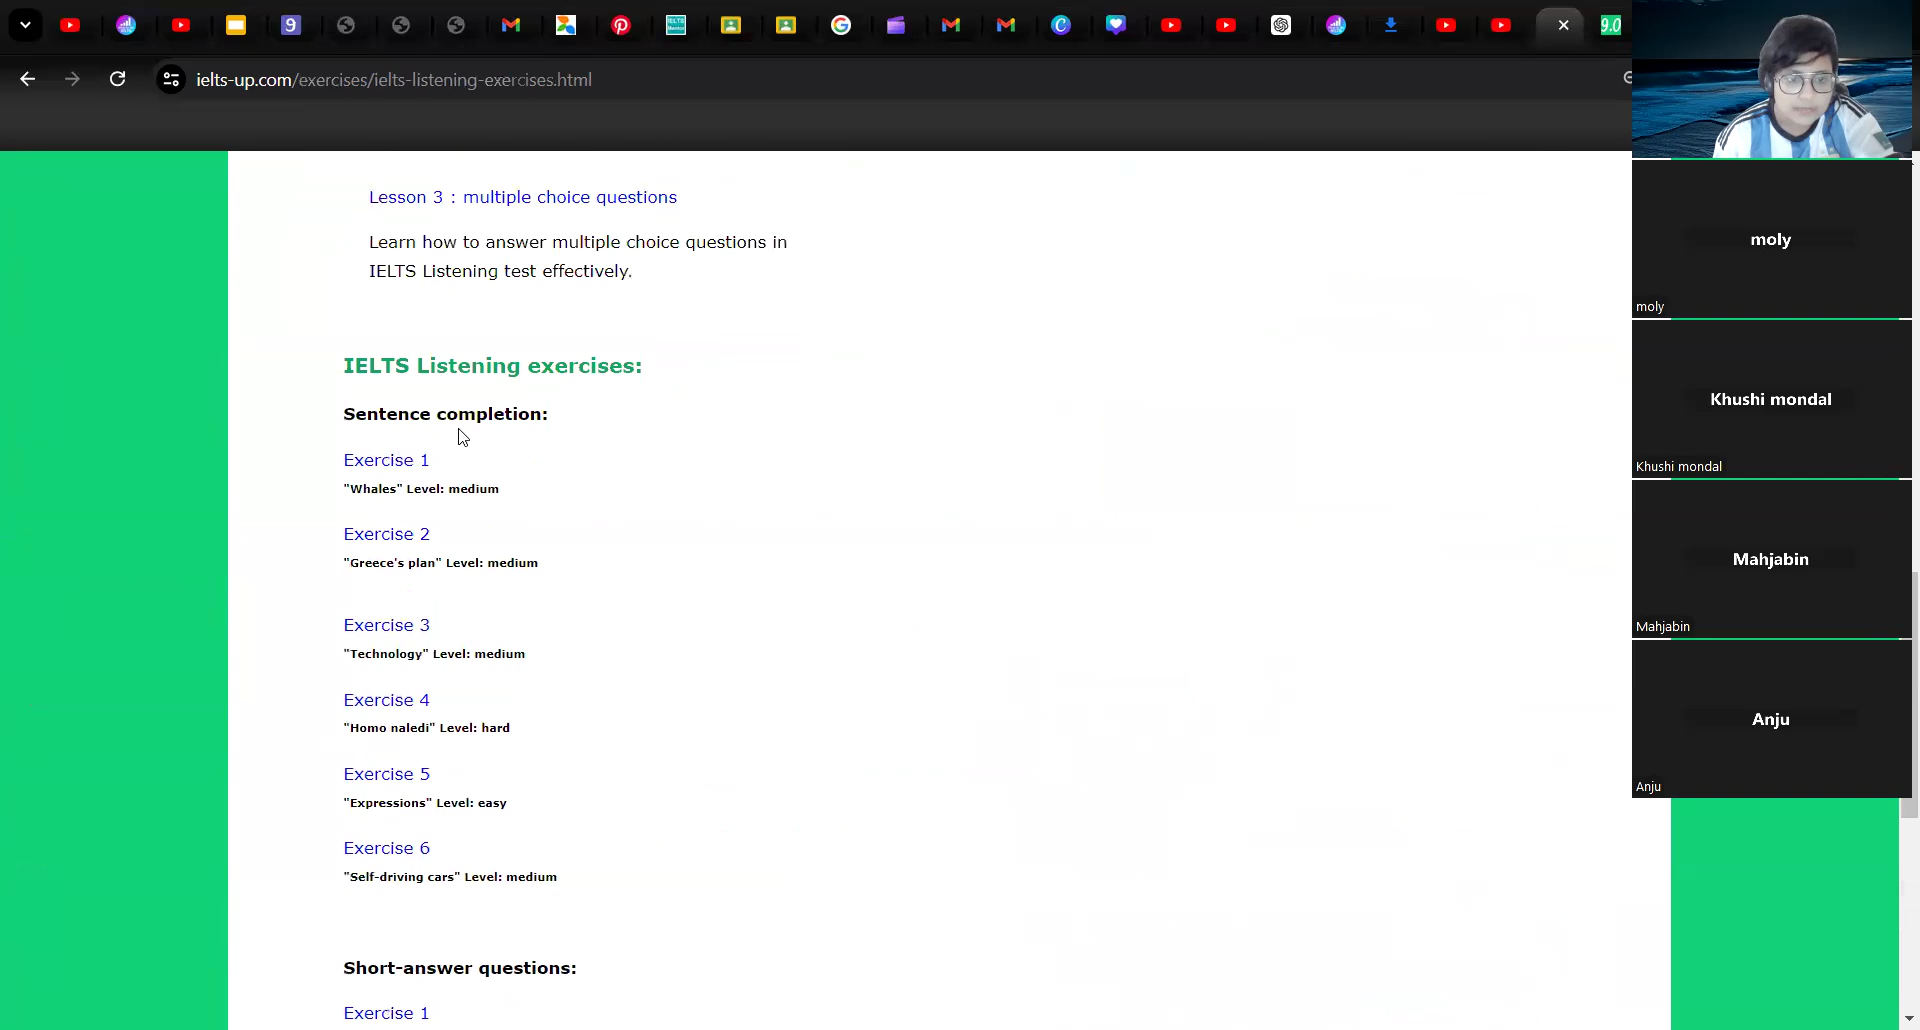 ielts-up.com/exercises/ielts-listening-exercises.html
Lesson 3 : multiple choice questions
Learn how to answer multiple choice questions in
IELTS Listening test effectively.
IELTS Listening exercises:
Sentence completion:
Exercise 1
"Whales" Level: medium
Exercise 2
"Greece's plan" Level: medium
Exercise 3
"Technology" Level: medium
Exercise 4
"Homo naledi" Level: hard
Exercise 5
"Expressions" Level: easy
Exercise 6
"Self-driving cars" Level: medium
Short-answer questions:
Exercise 1
9
9.0
moly
moly
Khushi mondal
Khushi mondal
Mahjabin
Mahjabin
Anju
Anju